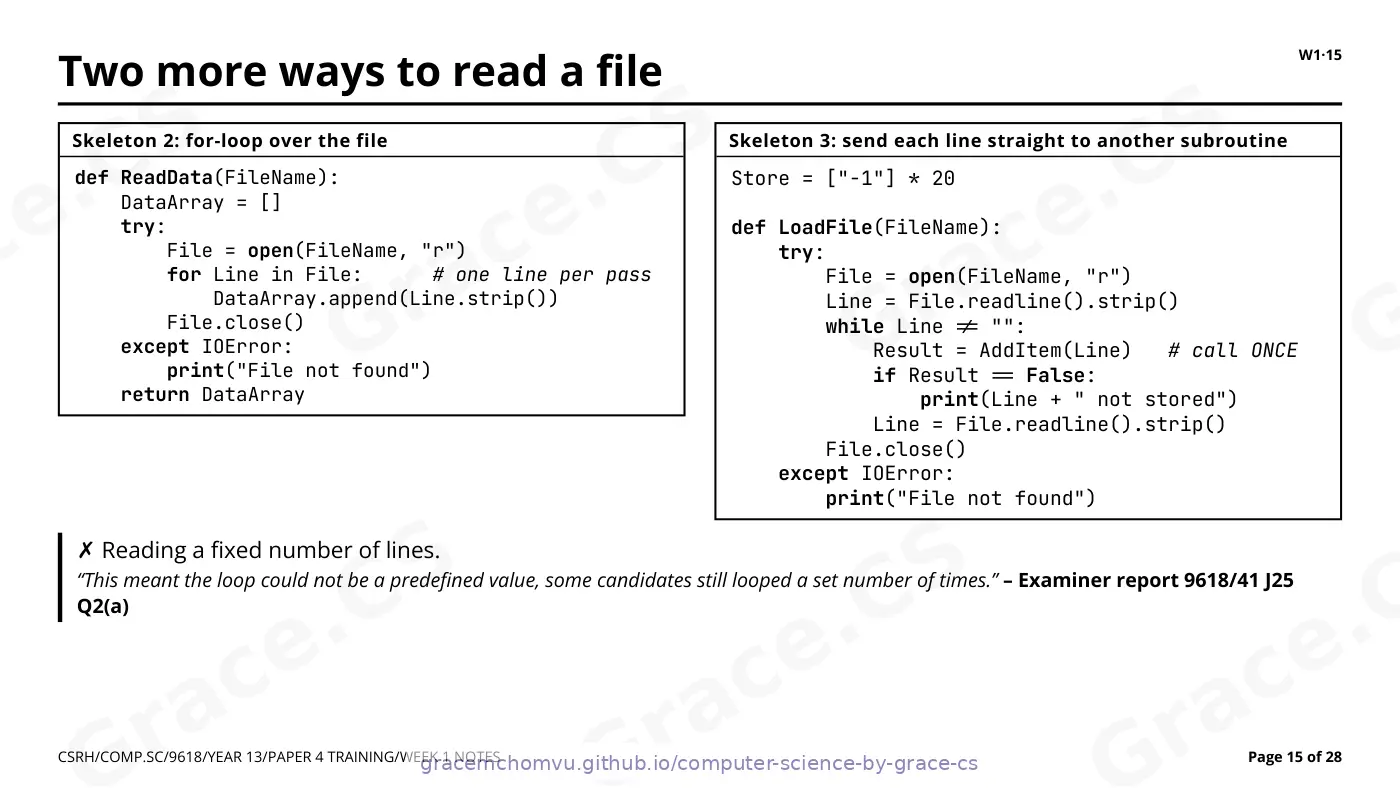 Two more ways to read a file
W1·15
Skeleton 2: for-loop over the file
def ReadData(FileName):
    DataArray = []
    try:
        File = open(FileName, "r")
        for Line in File:      # one line per pass
            DataArray.append(Line.strip())
        File.close()
    except IOError:
        print("File not found")
    return DataArray
Skeleton 3: send each line straight to another subroutine
Store = ["-1"] * 20
def LoadFile(FileName):
    try:
        File = open(FileName, "r")
        Line = File.readline().strip()
        while Line != "":
            Result = AddItem(Line)   # call ONCE
            if Result == False:
                print(Line + " not stored")
            Line = File.readline().strip()
        File.close()
    except IOError:
        print("File not found")
✗ Reading a fixed number of lines.
“This meant the loop could not be a predefined value, some candidates still looped a set number of times.” – Examiner report 9618/41 J25
Q2(a)
CSRH/COMP.SC/9618/YEAR 13/PAPER 4 TRAINING/WEEK 1 NOTES
gracemchomvu.github.io/computer-science-by-grace-cs
Page 15 of 28
Grace.cs